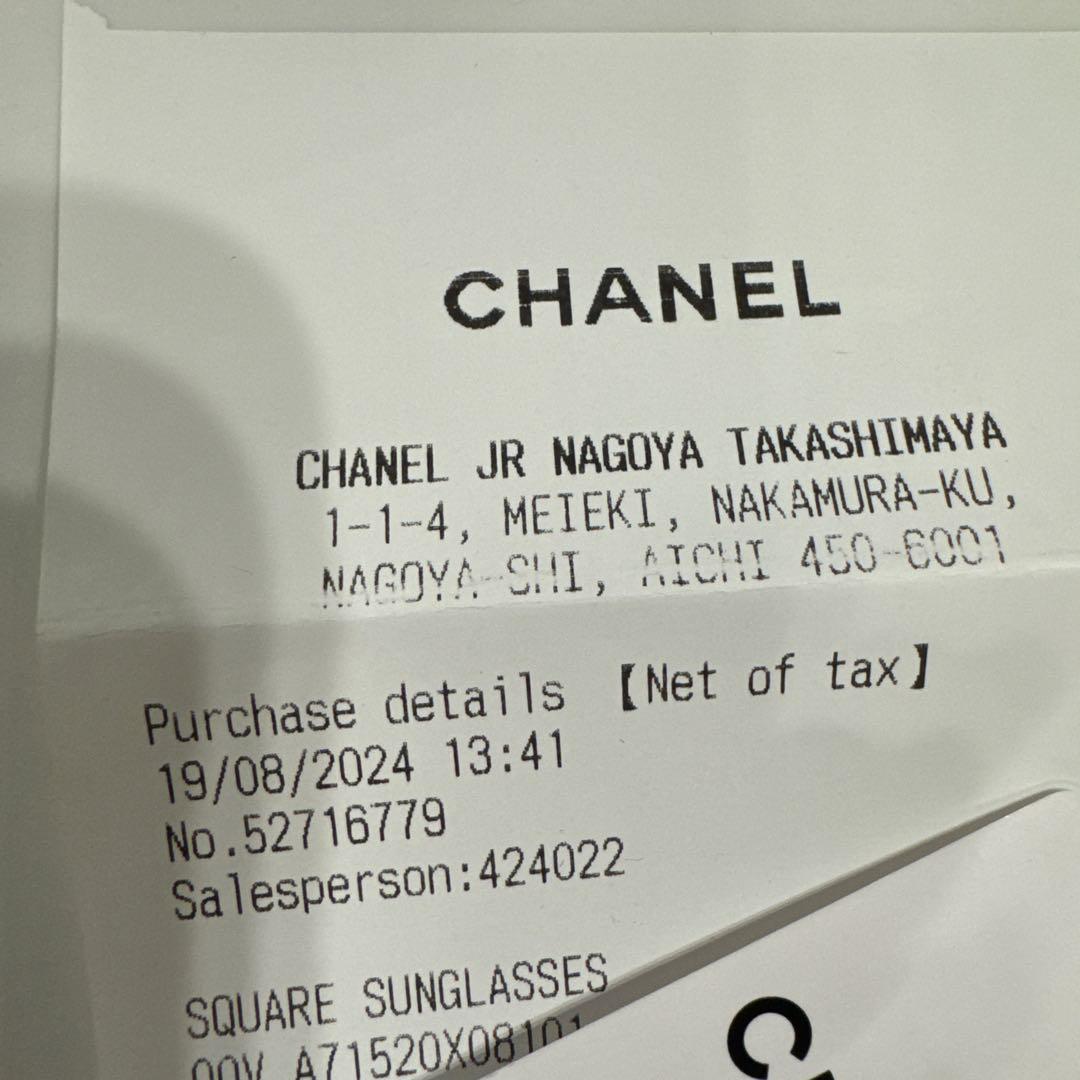 CHANEL
CHANEL JR NAGOYA TAKASHIMAYA
1-1-4, MEIEKI, NAKAMURA-KU,
NAGOYA-SHI, AICHI 450-6001
Purchase details 【Net of tax】
19/08/2024 13:41
No.52716779
Salesperson:424022
SQUARE SUNGLASSES
A71520X08101